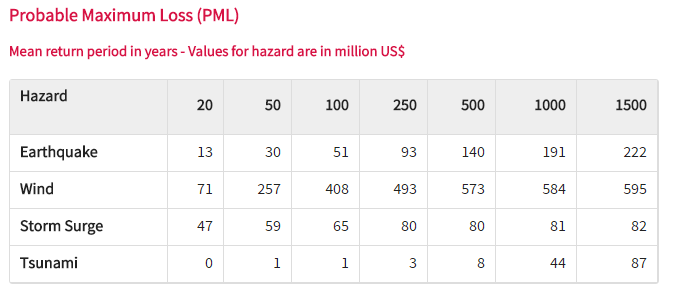 Probable Maximum Loss (PML)
Mean return period in years - Values for hazard are in million US$
Hazard 20 50 100 250 500 1000 1500
Earthquake 13 30 51 93 140 191 222
Wind 71 257 408 493 573 584 595
Storm Surge 47 59 65 80 80 81 82
Tsunami 0 1 1 3 8 44 87